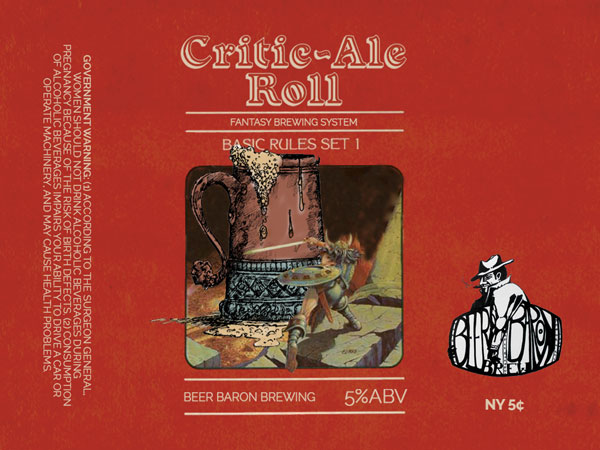 Critic-Ale
Roll
FANTASY BREWING SYSTEM
BASIC RULES SET 1
BEER BARON BREWING 5%ABV
GOVERNMENT WARNING: (1) ACCORDING TO THE SURGEON GENERAL,
WOMEN SHOULD NOT DRINK ALCOHOLIC BEVERAGES DURING
PREGNANCY BECAUSE OF THE RISK OF BIRTH DEFECTS. (2) CONSUMPTION
OF ALCOHOLIC BEVERAGES IMPAIRS YOUR ABILITY TO DRIVE A CAR OR
OPERATE MACHINERY, AND MAY CAUSE HEALTH PROBLEMS.
BEER BARON
NY 5¢